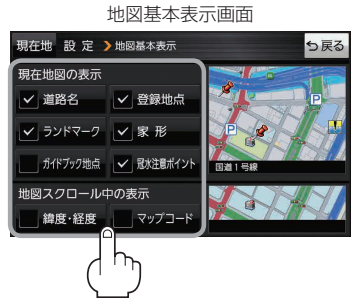 地図基本表示画面
現在地 設 定 地図基本表示 戻る
現在地図の表示
道路名 登録地点
ランドマーク 家 形
ガイドブック地点 冠水注意ポイント
国道1号線
地図スクロール中の表示
緯度・経度 マップコード
P
P